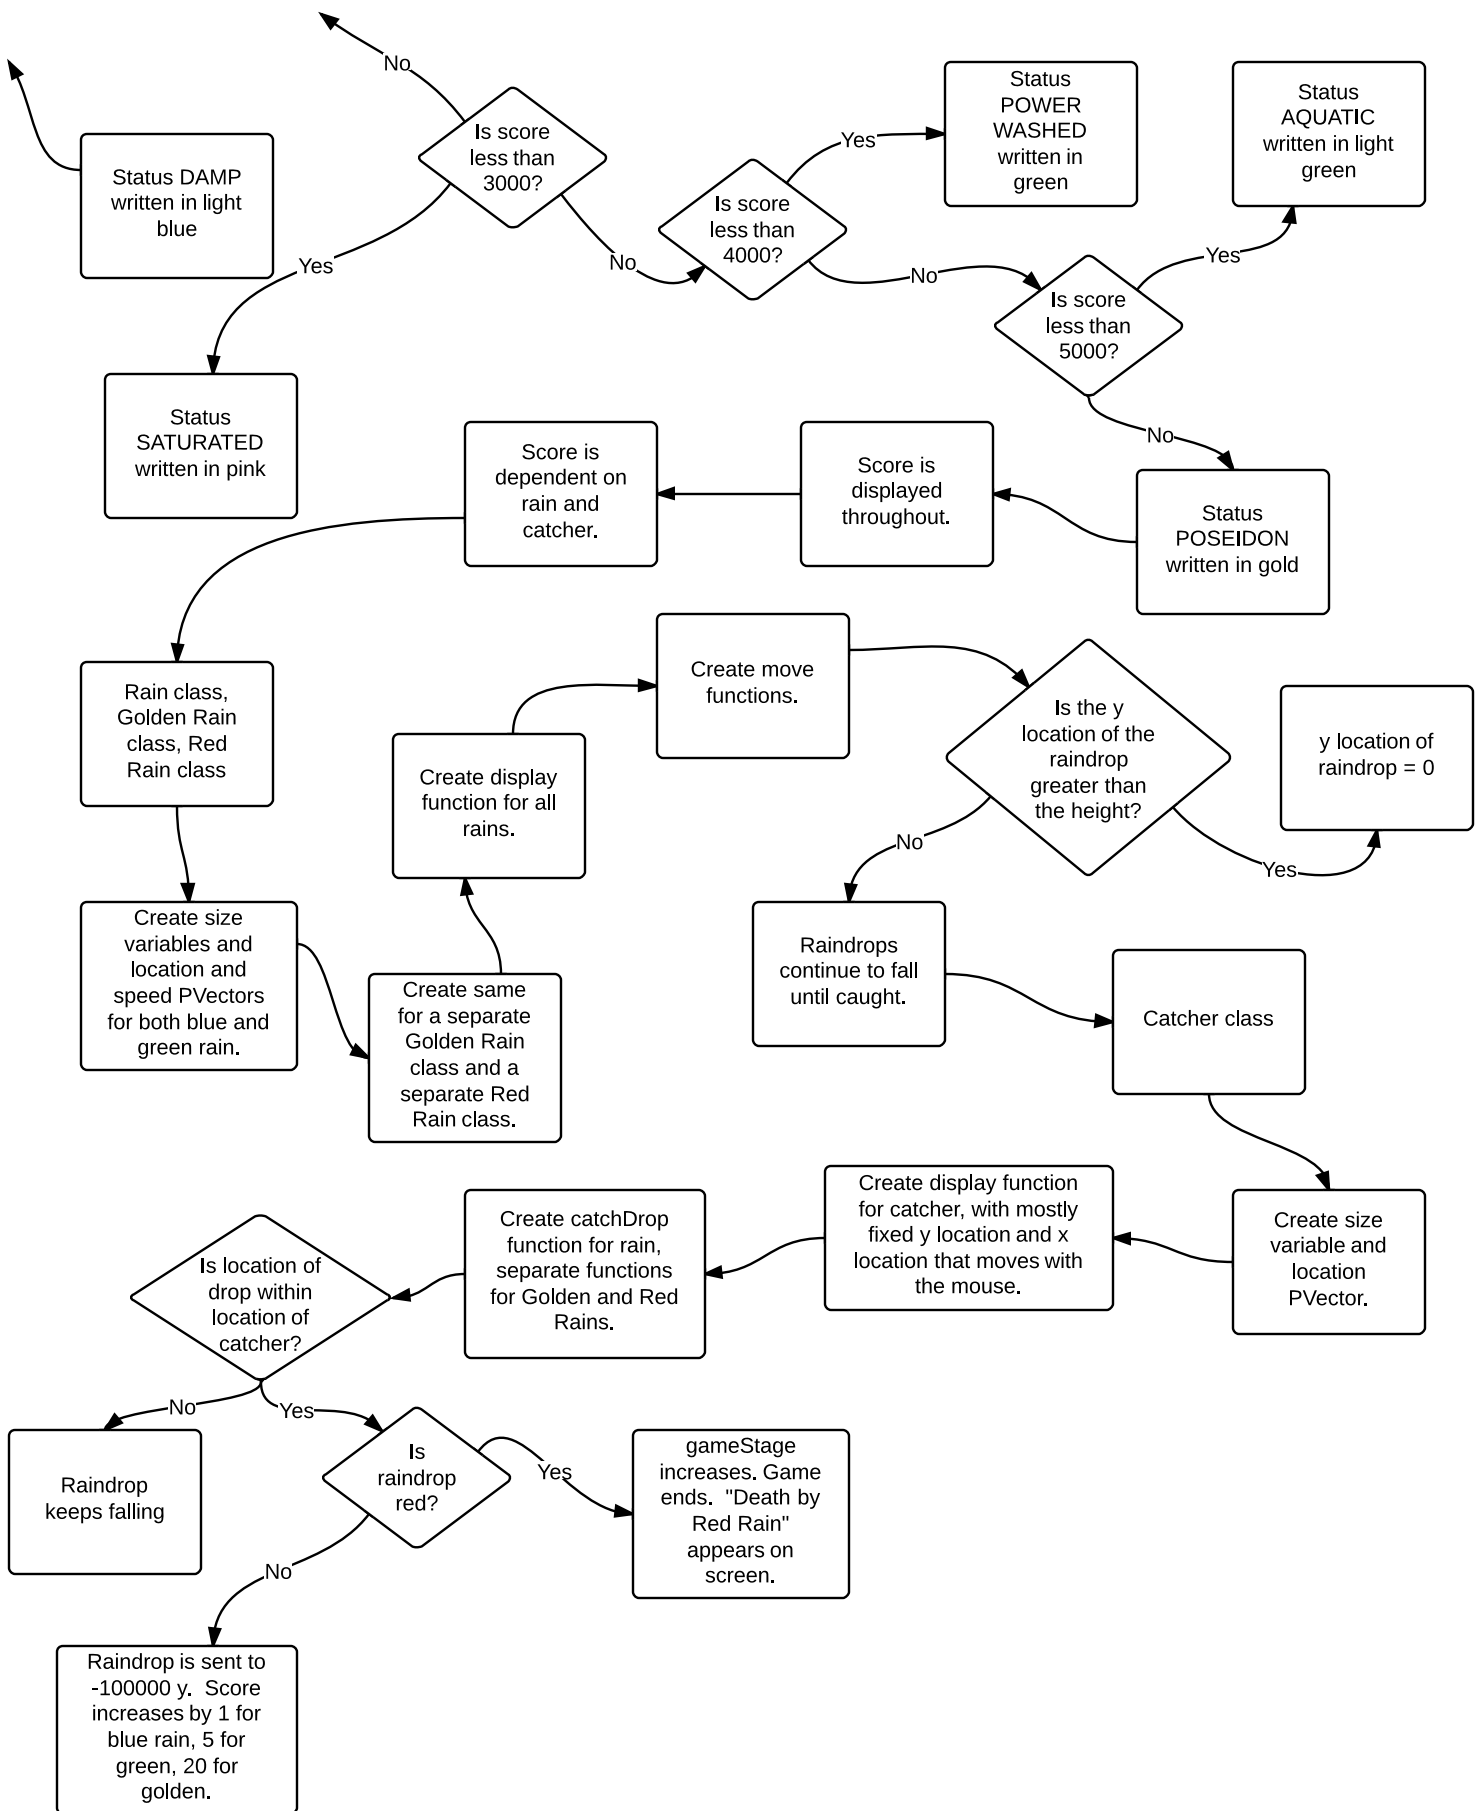 No
Is score
less than
3000?
Status DAMP
written in light
blue
Yes
No
Is score
less than
4000?
Yes
Status
POWER
WASHED
written in
green
Status
AQUATIC
written in light
green
No
Yes
Is score
less than
5000?
No
Status
SATURATED
written in pink
Score is
dependent on
rain and
catcher.
Score is
displayed
throughout.
Status
POSEIDON
written in gold
Rain class,
Golden Rain
class, Red
Rain class
Create display
function for all
rains.
Create move
functions.
Is the y
location of the
raindrop
greater than
the height?
y location of
raindrop = 0
No
Yes
Create size
variables and
location and
speed PVectors
for both blue and
green rain.
Create same
for a separate
Golden Rain
class and a
separate Red
Rain class.
Raindrops
continue to fall
until caught.
Catcher class
Create size
variable and
location
PVector.
Create display function
for catcher, with mostly
fixed y location and x
location that moves with
the mouse.
Create catchDrop
function for rain,
separate functions
for Golden and Red
Rains.
Is location of
drop within
location of
catcher?
No
Yes
Raindrop
keeps falling
Is
raindrop
red?
Yes
gameStage
increases. Game
ends.  "Death by
Red Rain"
appears on
screen.
No
Raindrop is sent to
-100000 y.  Score
increases by 1 for
blue rain, 5 for
green, 20 for
golden.